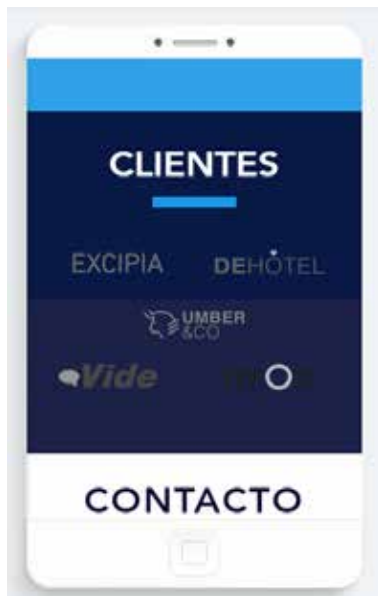 CLIENTES
EXCIPIA DEHÔTEL
UMBER
&CO
Vide
CONTACTO